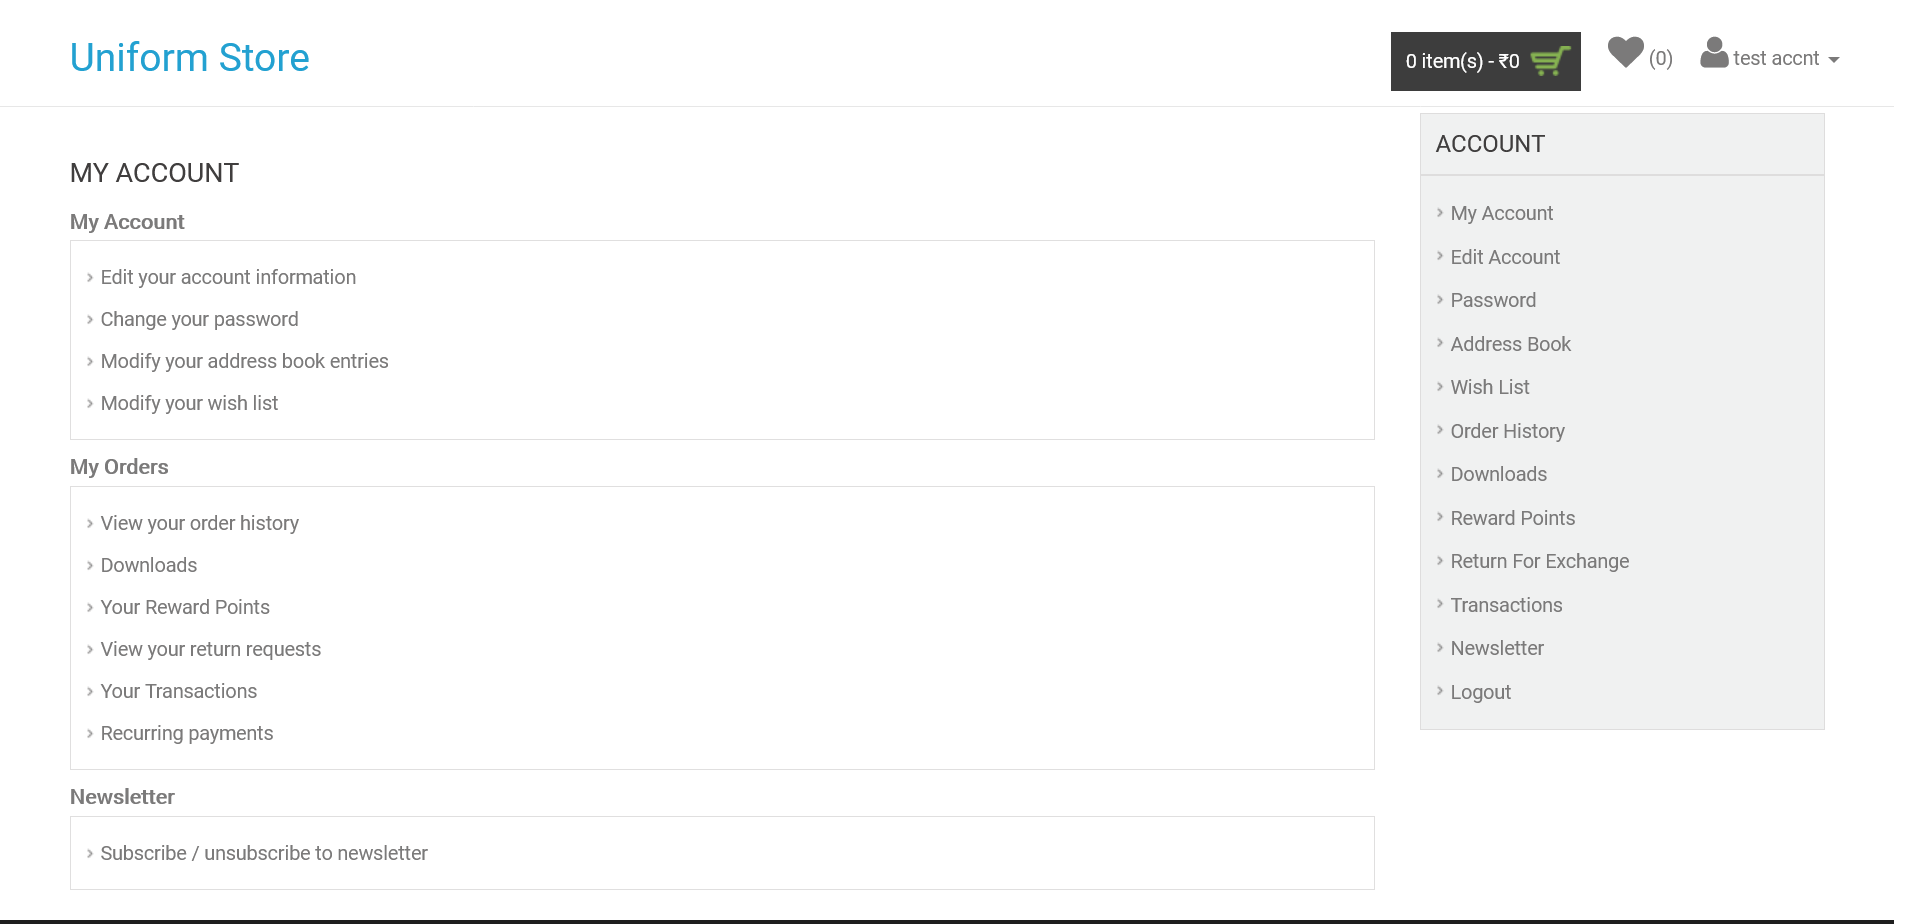 Uniform Store
0 item(s) - ₹0
(0)
test accnt
MY ACCOUNT
My Account
Edit your account information
Change your password
Modify your address book entries
Modify your wish list
My Orders
View your order history
Downloads
Your Reward Points
View your return requests
Your Transactions
Recurring payments
Newsletter
Subscribe / unsubscribe to newsletter
ACCOUNT
My Account
Edit Account
Password
Address Book
Wish List
Order History
Downloads
Reward Points
Return For Exchange
Transactions
Newsletter
Logout